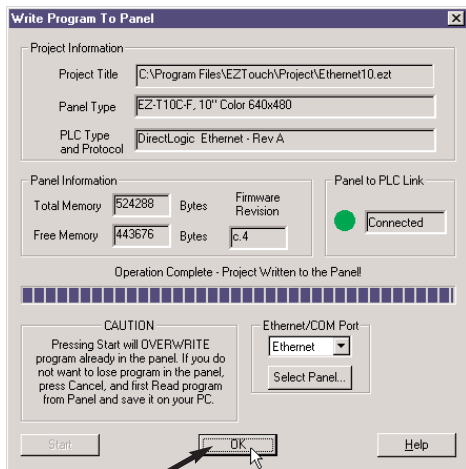 Write Program To Panel
Project Information
Project Title C:\Program Files\EZTouch\Project\Ethernet10.ezt
Panel Type EZ-T10C-F, 10" Color 640x480
PLC Type
and Protocol DirectLogic Ethernet - Rev A
Panel Information
Total Memory 524288 Bytes
Free Memory 443676 Bytes
Firmware
Revision
c.4
Panel to PLC Link
Connected
Operation Complete - Project Written to the Panel!
CAUTION
Pressing Start will OVERWRITE
program already in the panel. If you do
not want to lose program in the panel,
press Cancel, and first Read program
from Panel and save it on your PC.
Ethernet/COM Port
Ethernet
Select Panel...
Start
OK
Help